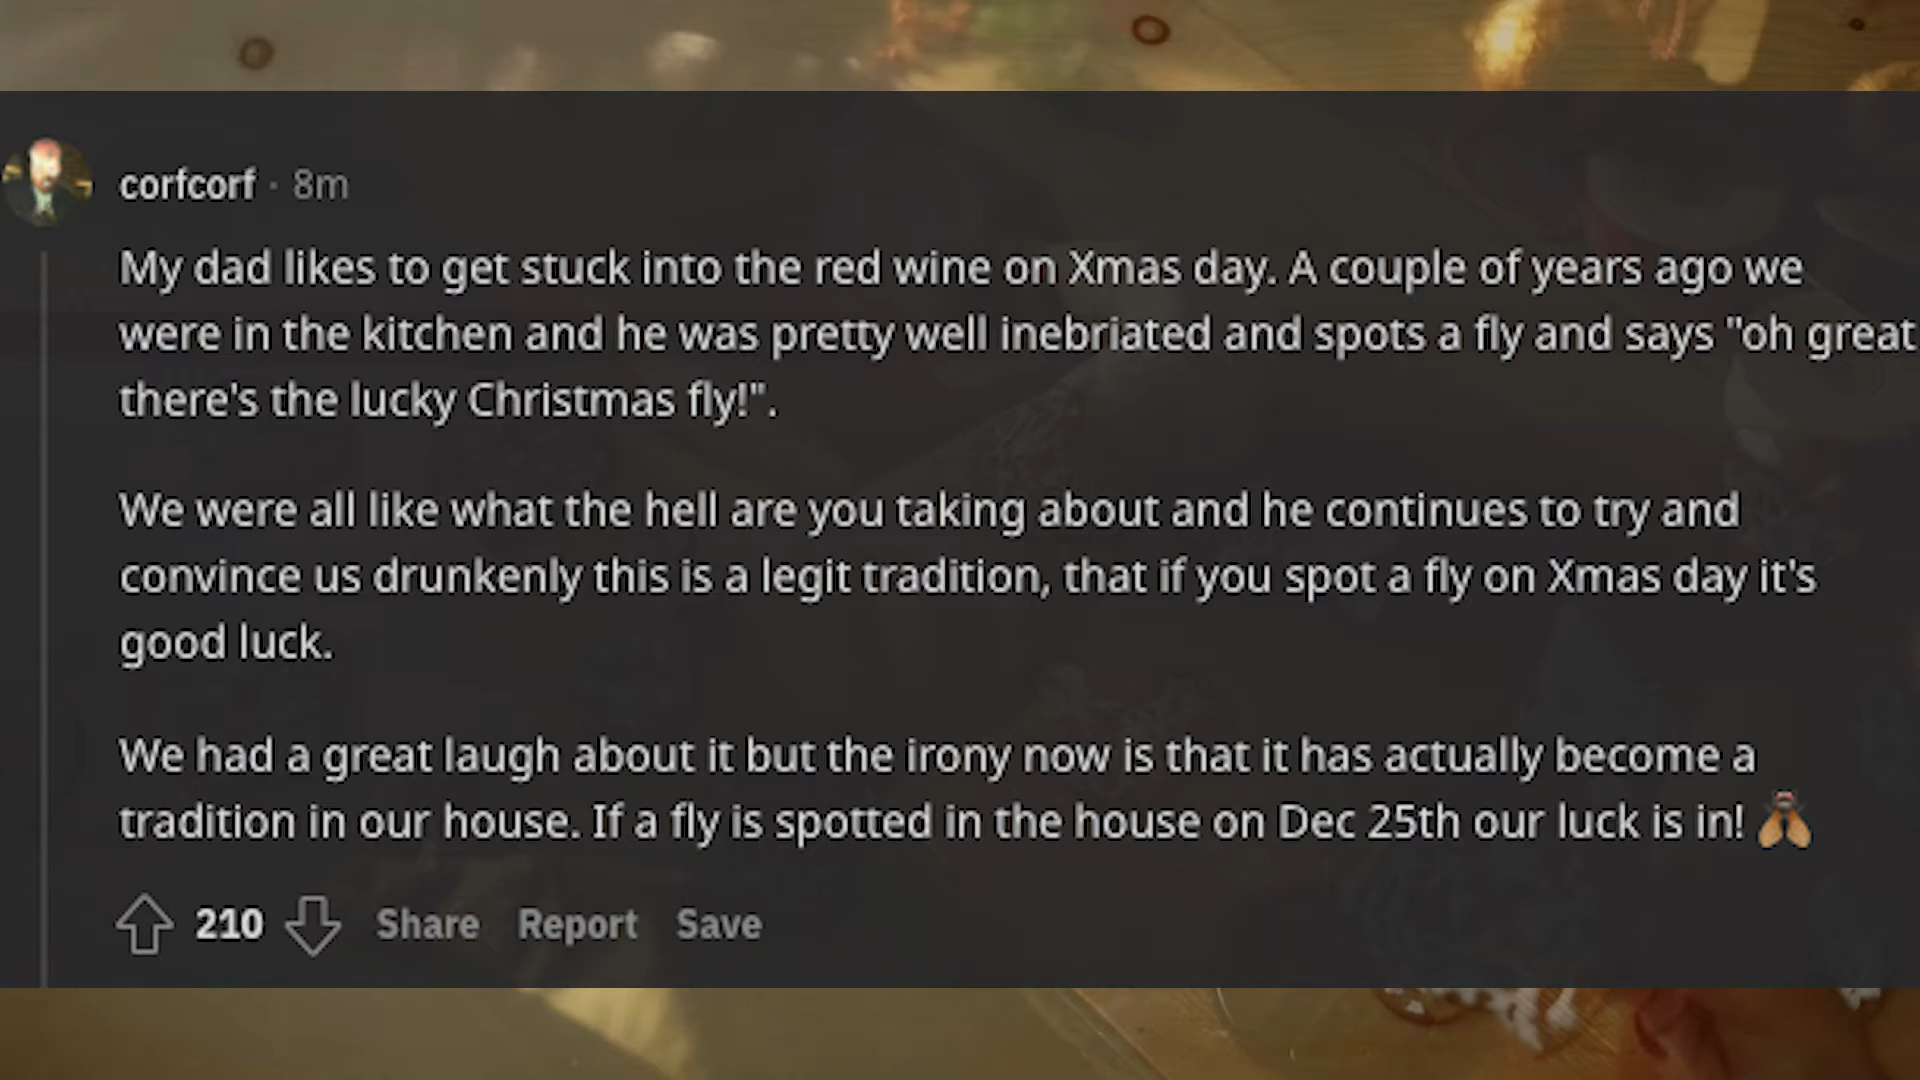 corfcorf · 8m
My dad likes to get stuck into the red wine on Xmas day. A couple of years ago we
were in the kitchen and he was pretty well inebriated and spots a fly and says "oh great
there's the lucky Christmas fly!".
We were all like what the hell are you taking about and he continues to try and
convince us drunkenly this is a legit tradition, that if you spot a fly on Xmas day it's
good luck.
We had a great laugh about it but the irony now is that it has actually become a
tradition in our house. If a fly is spotted in the house on Dec 25th our luck is in! 🪰
210 Share Report Save